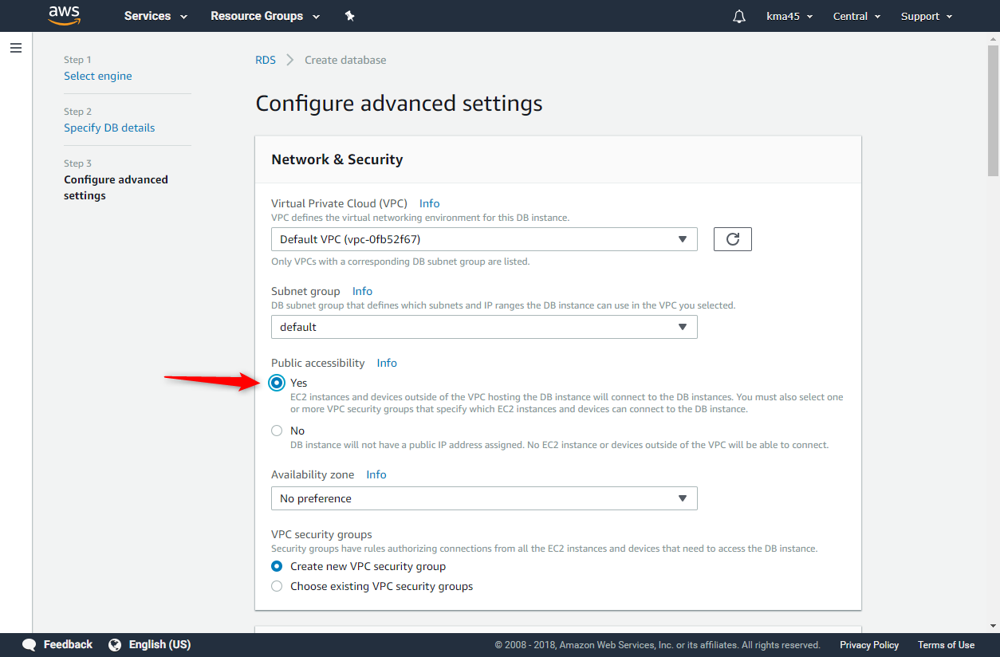 aws Services Resource Groups kma45 Central Support
Step 1
Select engine
Step 2
Specify DB details
Step 3
Configure advanced
settings
RDS Create database
Configure advanced settings
Network & Security
Virtual Private Cloud (VPC) Info
VPC defines the virtual networking environment for this DB instance.
Default VPC (vpc-0fb52f67)
Only VPCs with a corresponding DB subnet group are listed.
Subnet group Info
DB subnet group that defines which subnets and IP ranges the DB instance can use in the VPC you selected.
default
Public accessibility Info
Yes
EC2 instances and devices outside of the VPC hosting the DB instance will connect to the DB instances. You must also select one
or more VPC security groups that specify which EC2 instances and devices can connect to the DB instance.
No
DB instance will not have a public IP address assigned. No EC2 instance or devices outside of the VPC will be able to connect.
Availability zone Info
No preference
VPC security groups
Security groups have rules authorizing connections from all the EC2 instances and devices that need to access the DB instance.
Create new VPC security group
Choose existing VPC security groups
Feedback English (US) © 2008 - 2018, Amazon Web Services, Inc. or its affiliates. All rights reserved. Privacy Policy Terms of Use